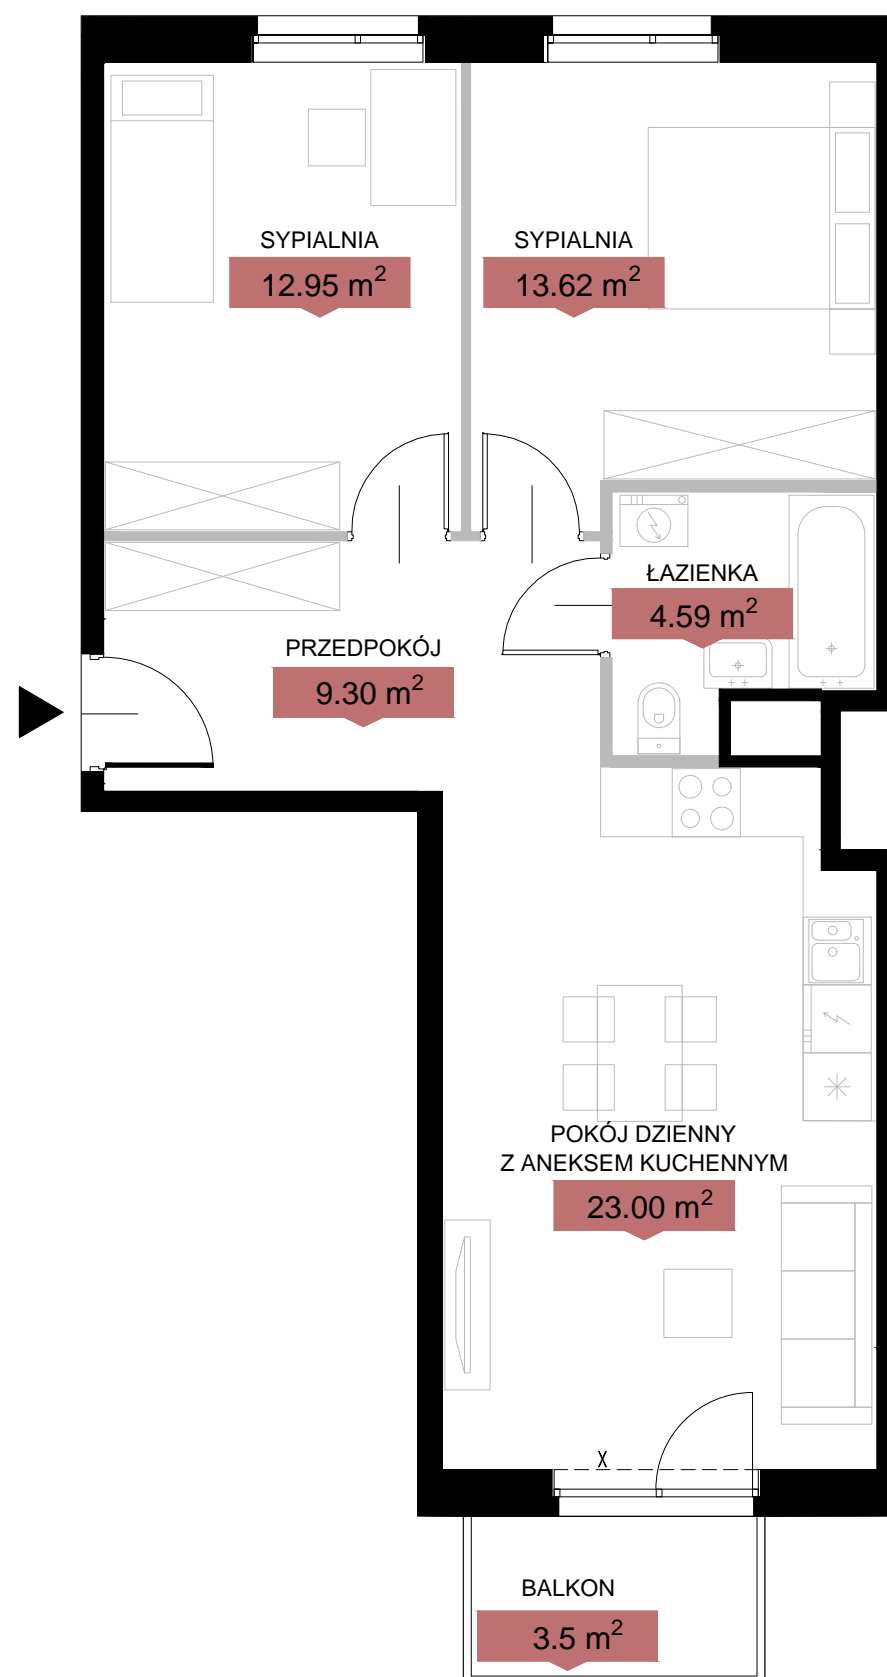 SYPIALNIA
12.95 m²
SYPIALNIA
13.62 m²
ŁAZIENKA
4.59 m²
PRZEDPOKÓJ
9.30 m²
POKÓJ DZIENNY
Z ANEKSEM KUCHENNYM
23.00 m²
X
BALKON
3.5 m²